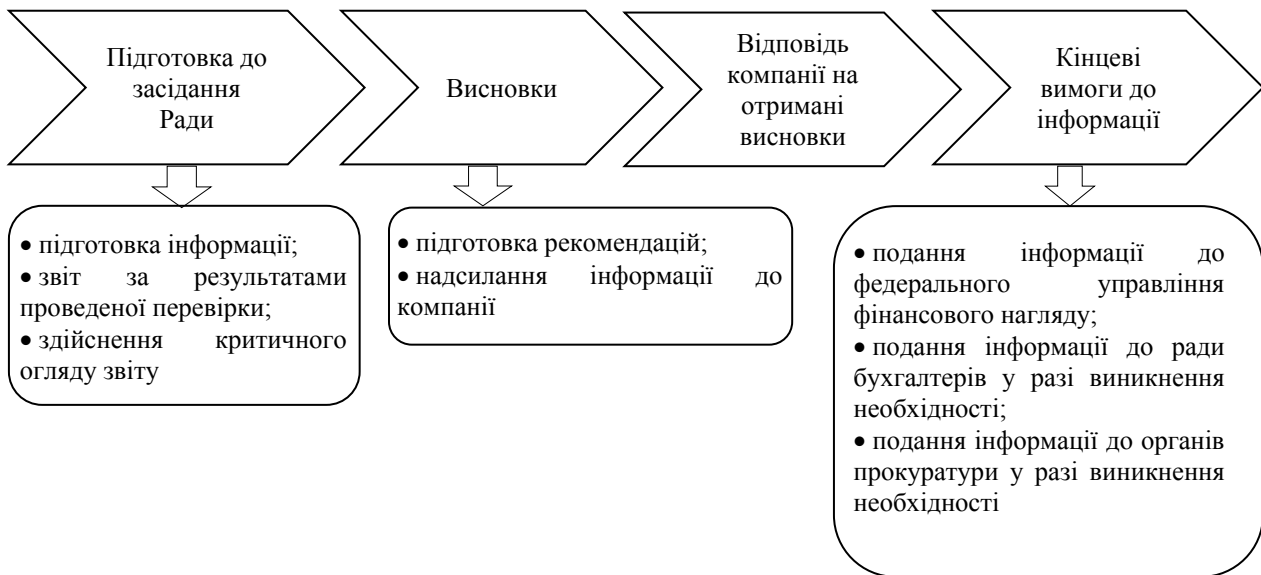 Підготовка до
засідання
Ради
Висновки
Відповідь
компанії на
отримані
висновки
Кінцеві
вимоги до
інформації
• підготовка інформації;
• звіт за результатами
проведеної перевірки;
• здійснення критичного
огляду звіту
• підготовка рекомендацій;
• надсилання інформації до
компанії
• подання інформації до
федерального управління
фінансового нагляду;
• подання інформації до ради
бухгалтерів у разі виникнення
необхідності;
• подання інформації до органів
прокуратури у разі виникнення
необхідності